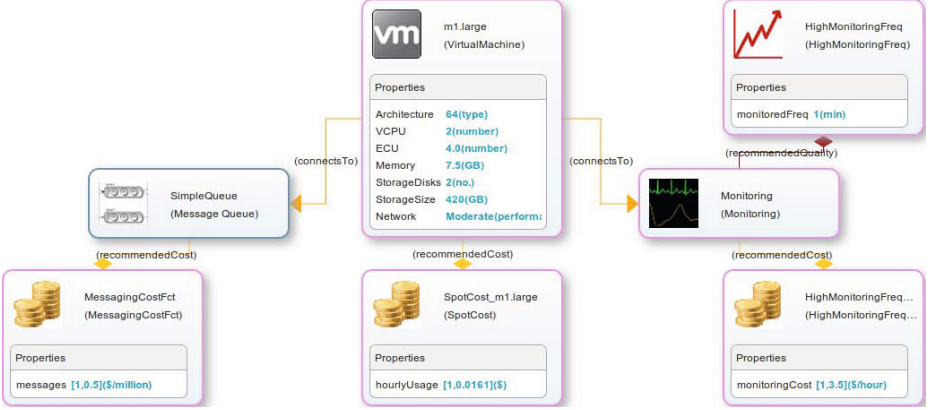 m1.large
(VirtualMachine)
Properties
Architecture 64(type)
VCPU 2(number)
ECU 4.0(number)
Memory 7.5(GB)
StorageDisks 2(no.)
StorageSize 420(GB)
Network Moderate(performa
HighMonitoringFreq
(HighMonitoringFreq)
Properties
monitoredFreq 1(min)
(connectsTo)
(connectsTo)
(recommendedQuality)
SimpleQueue
(Message Queue)
Monitoring
(Monitoring)
(recommendedCost)
(recommendedCost)
(recommendedCost)
MessagingCostFct
(MessagingCostFct)
Properties
messages [1,0.5]($/million)
SpotCost_m1.large
(SpotCost)
Properties
hourlyUsage [1,0.0161]($)
HighMonitoringFreq...
(HighMonitoringFreq...
Properties
monitoringCost [1,3.5]($/hour)